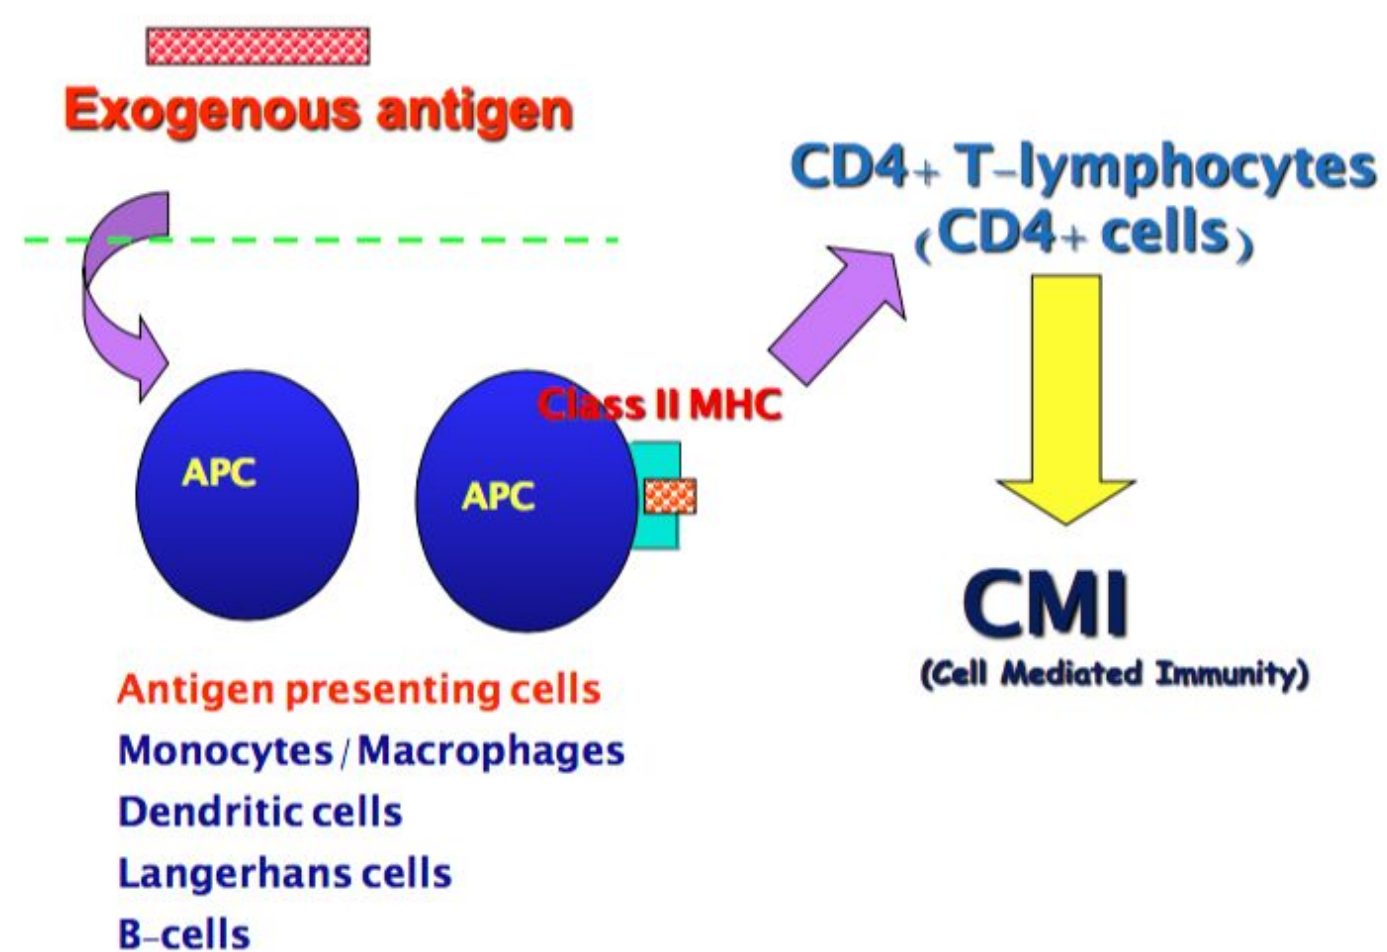 Exogenous antigen
CD4+ T-lymphocytes
(CD4+ cells)
Class II MHC
APC
APC
CMI
(Cell Mediated Immunity)
Antigen presenting cells
Monocytes / Macrophages
Dendritic cells
Langerhans cells
B-cells